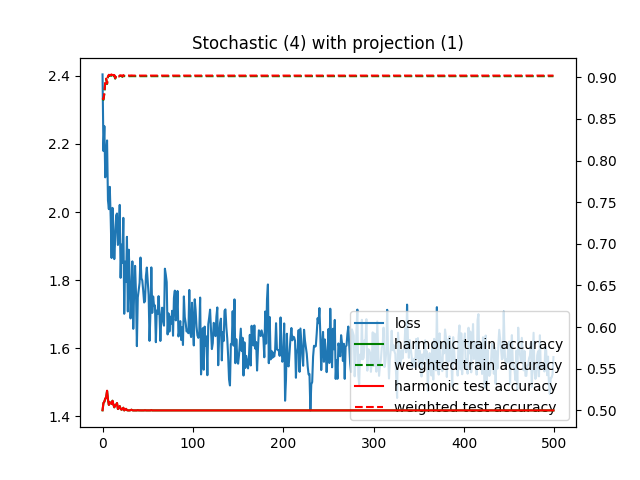 Stochastic (4) with projection (1)
2.4
2.2
2.0
1.8
1.6
1.4
0.90
0.85
0.80
0.75
0.70
0.65
0.60
0.55
0.50
loss
harmonic train accuracy
weighted train accuracy
harmonic test accuracy
weighted test accuracy
0 100 200 300 400 500